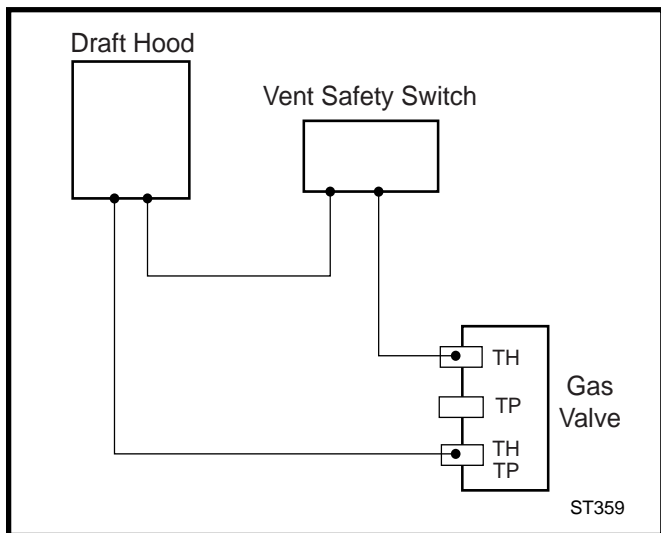 Draft Hood
Vent Safety Switch
TH
TP
TH
TP
Gas
Valve
ST359